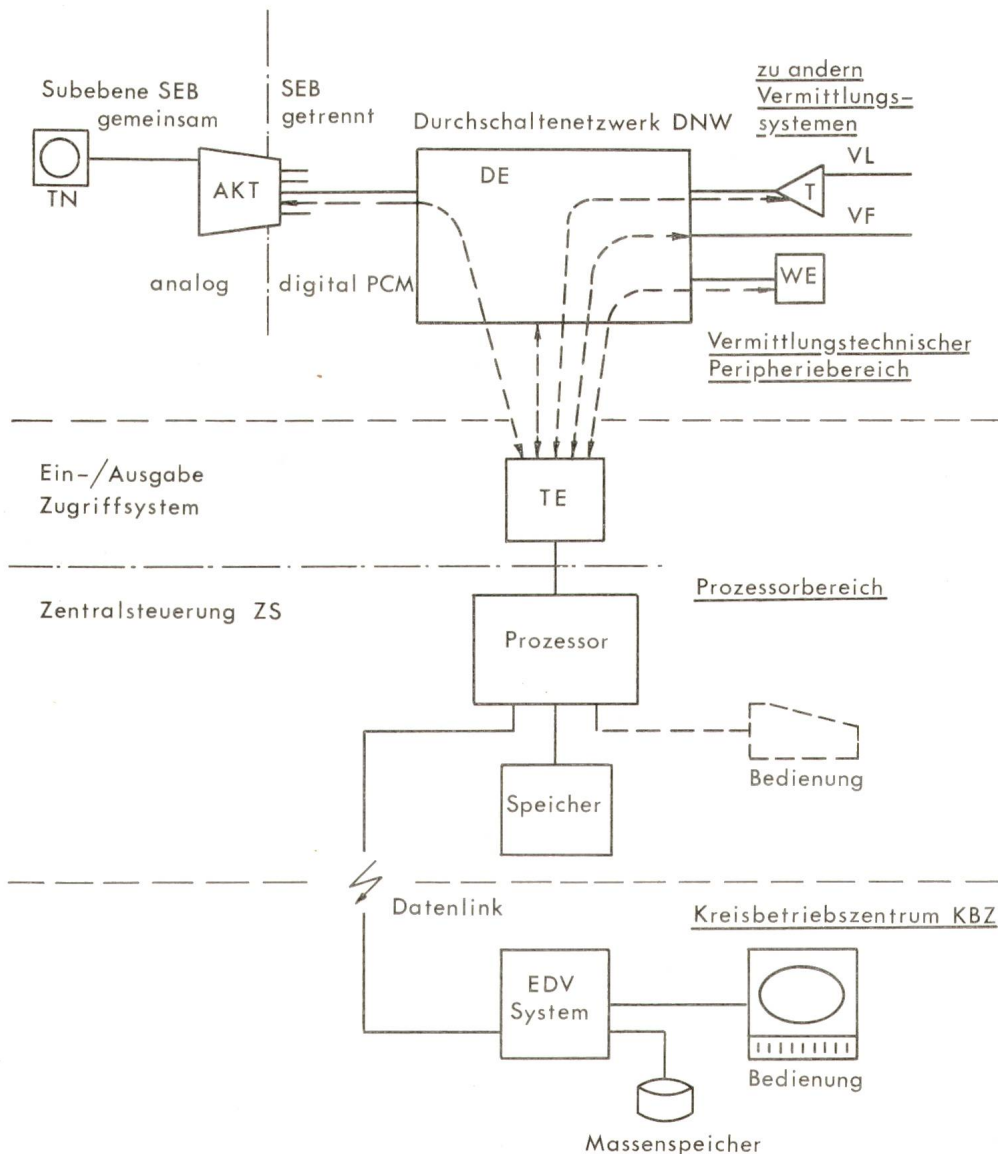 Subebene SEB
gemeinsam
SEB
getrennt
Durchschaltenetzwerk DNW
zu andern
Vermittlungs-
systemen
TN
AKT
DE
T
VL
VF
WE
analog
digital PCM
Vermittlungstechnischer
Peripheriebereich
Ein-/Ausgabe
Zugriffsystem
TE
Prozessorbereich
Zentralsteuerung ZS
Prozessor
Bedienung
Speicher
Datenlink
Kreisbetriebszentrum KBZ
EDV
System
Bedienung
Massenspeicher